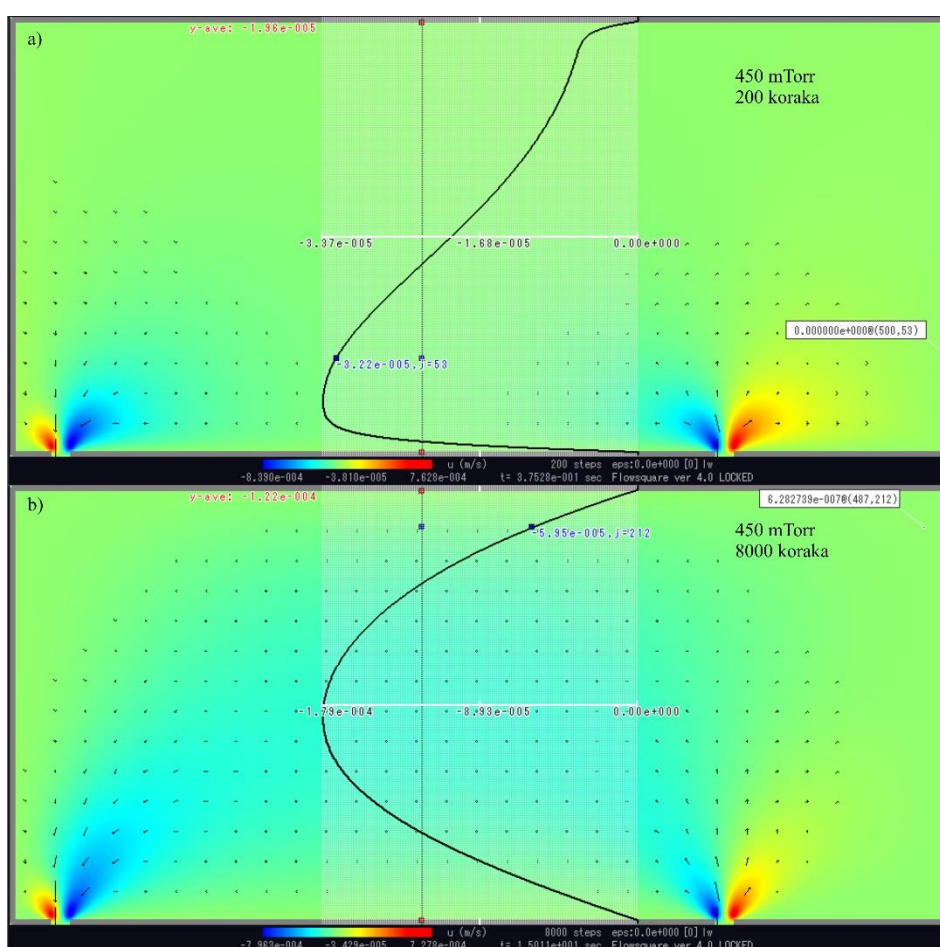 a)
y-ave: -1.96e-005
450 mTorr
200 koraka
-3.37e-005 -1.68e-005 0.00e+000
0.000000e+000@(500,53)
-3.22e-005,j=53
u (m/s) 200 steps eps:0.0e+000 [0] lw
-8.390e-004 -3.810e-005 7.628e-004 t= 3.7528e-001 sec Flowsquare ver 4.0 LOCKED
b)
y-ave: -1.22e-004
6.282739e-007@(487,212)
-5.95e-005,j=212
450 mTorr
8000 koraka
-1.79e-004 -8.93e-005 0.00e+000
u (m/s) 8000 steps eps:0.0e+000 [0] lw
-7.963e-004 -3.429e-005 7.278e-004 t= 1.5011e+001 sec Flowsquare ver 4.0 LOCKED